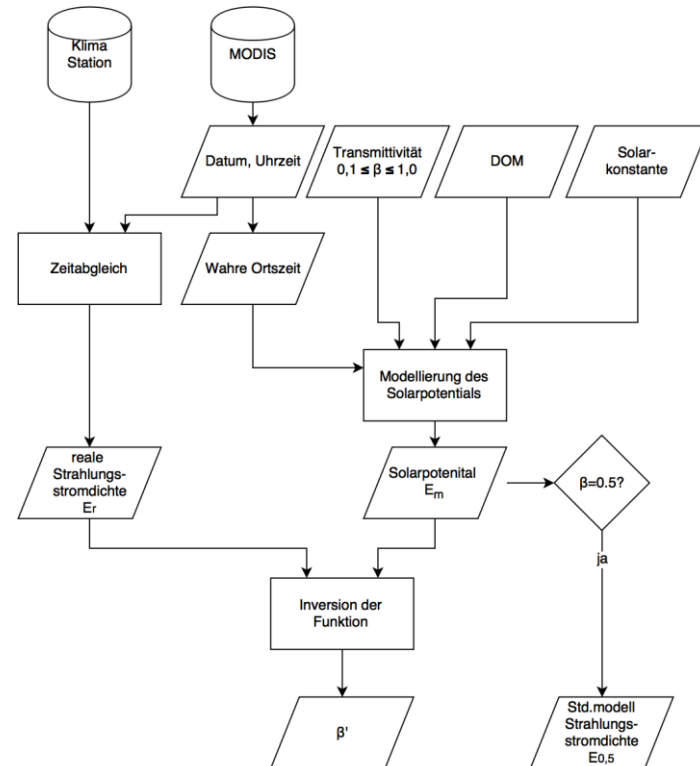 Klima
Station
MODIS
Datum, Uhrzeit
Transmittivität
0,1 ≤ β ≤ 1,0
DOM
Solar-
konstante
Zeitabgleich
Wahre Ortszeit
Modellierung des
Solarpotentials
reale
Strahlungs-
stromdichte
Er
Solarpotenital
Em
β=0.5?
ja
Inversion der
Funktion
β'
Std.modell
Strahlungs-
stromdichte
E0,5